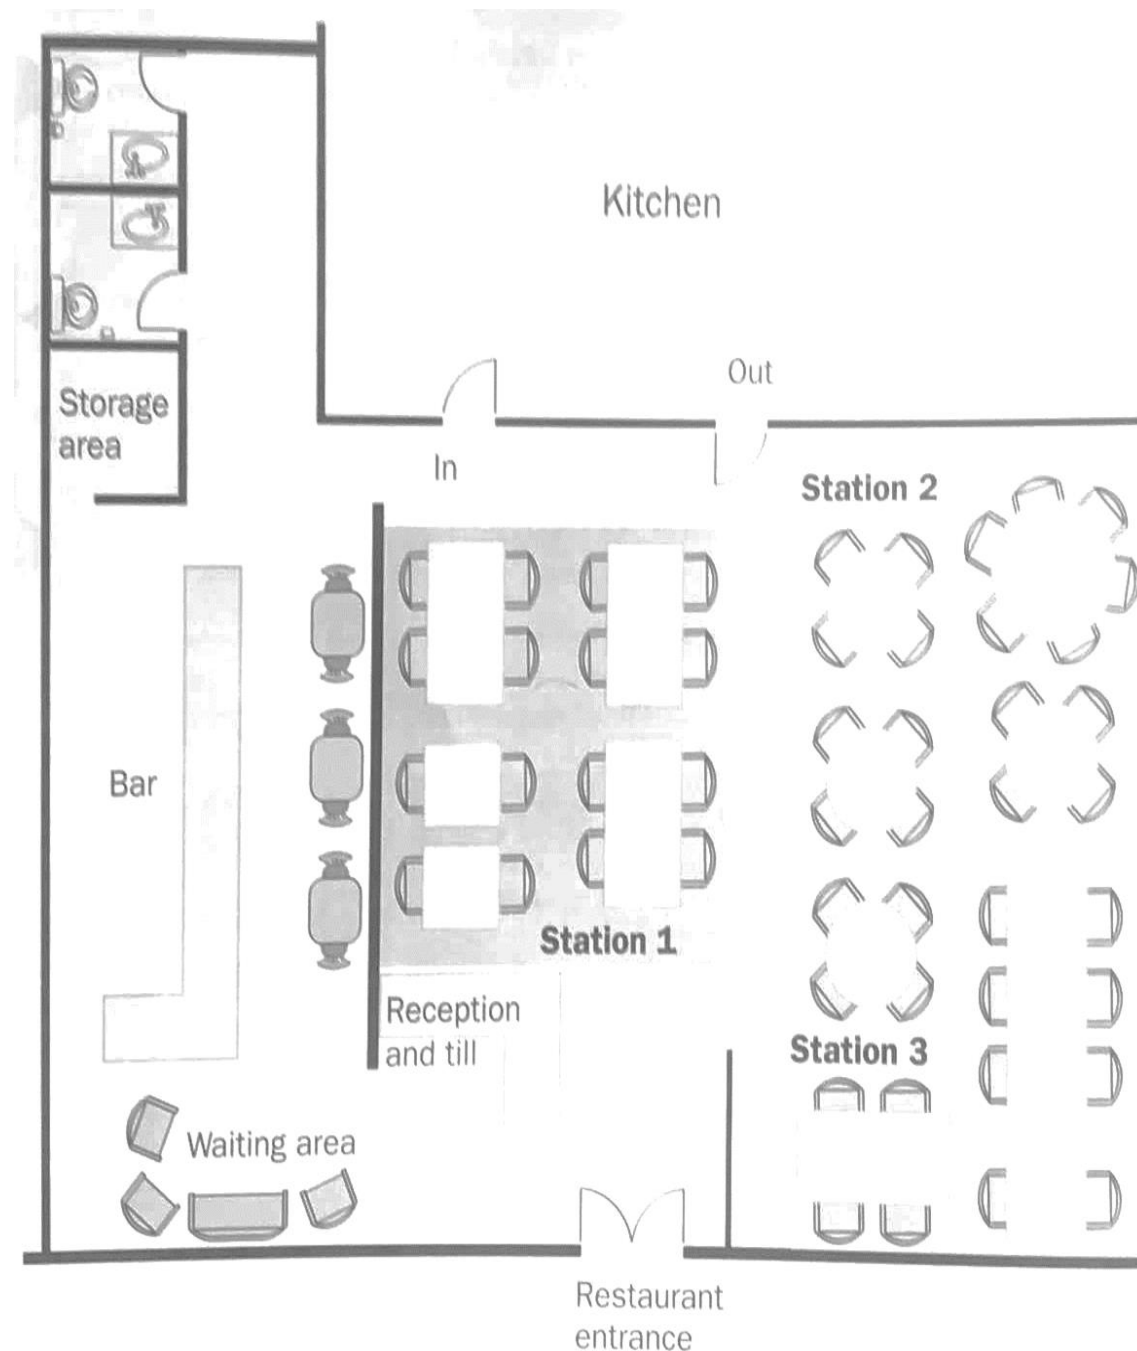 Kitchen
Out
Storage
area
In
Station 2
Bar
Station 1
Reception
and till
Station 3
Waiting area
Restaurant
entrance